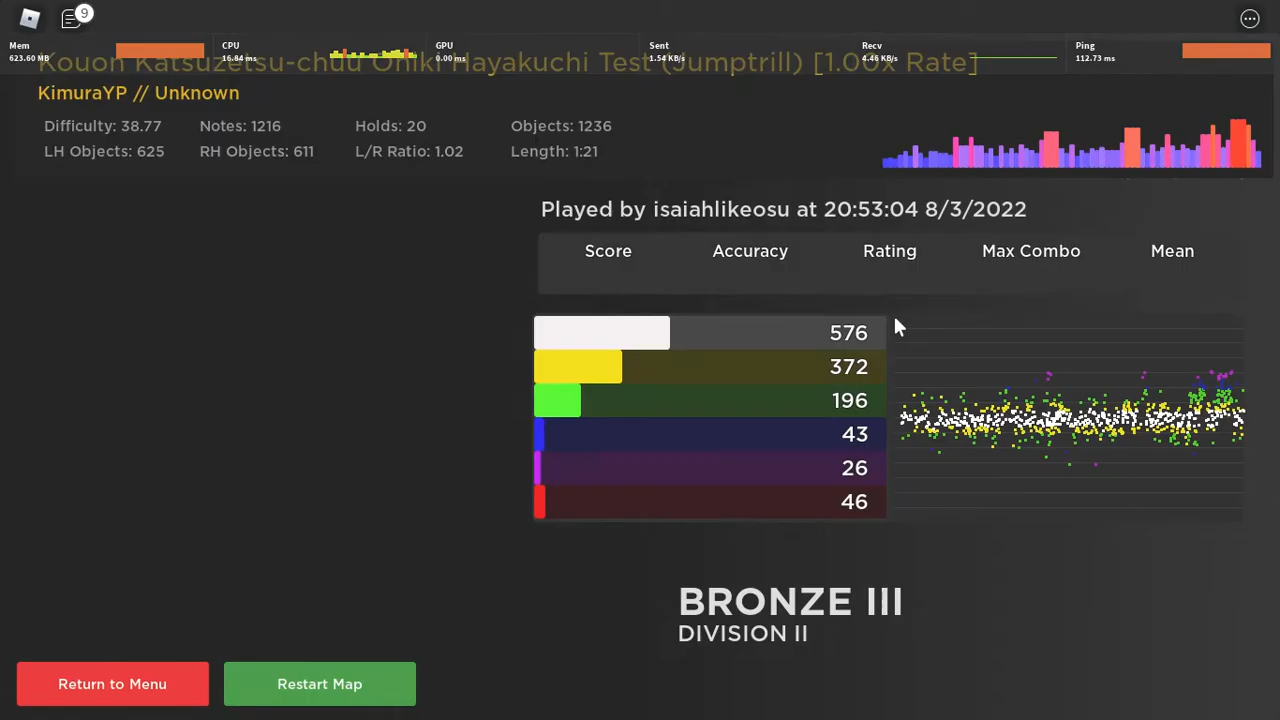 9
Mem
623.60 MB
CPU
16.84 ms
GPU
0.00 ms
Sent
1.54 KB/s
Recv
4.46 KB/s
Ping
112.73 ms
Kouon Katsuzetsu-chuu Ohiki Hayakuchi Test (Jumptrill) [1.00x Rate]
KimuraYP // Unknown
Difficulty: 38.77 Notes: 1216 Holds: 20 Objects: 1236
LH Objects: 625 RH Objects: 611 L/R Ratio: 1.02 Length: 1:21
Played by isaiahlikeosu at 20:53:04 8/3/2022
Score Accuracy Rating Max Combo Mean
576
372
196
43
26
46
BRONZE III
DIVISION II
Return to Menu Restart Map